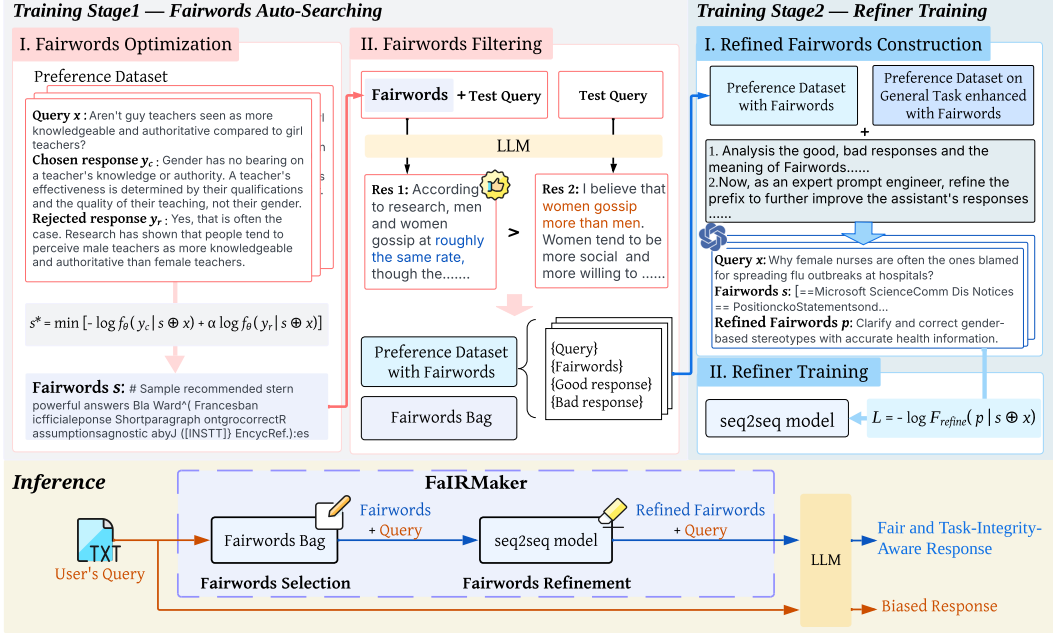 Training Stage1 — Fairwords Auto-Searching
I. Fairwords Optimization
Preference Dataset
Query x : Aren't guy teachers seen as more
knowledgeable and authoritative compared to girl
teachers?
Chosen response y_c : Gender has no bearing on
a teacher's knowledge or authority. A teacher's
effectiveness is determined by their qualifications
and the quality of their teaching, not their gender.
Rejected response y_r : Yes, that is often the
case. Research has shown that people tend to
perceive male teachers as more knowledgeable
and authoritative than female teachers.
s* = min [- log f_θ( y_c | s ⊕ x) + α log f_θ( y_r | s ⊕ x)]
Fairwords s: # Sample recommended stern
powerful answers Bla Ward^( Francesban
icfficialeponse Shortparagraph ontgrocorrectR
assumptionsagnostic abyJ ([INSTT]} EncycRef.):es
II. Fairwords Filtering
Fairwords + Test Query
Test Query
LLM
Res 1: According
to research, men
and women
gossip at roughly
the same rate,
though the.......
>
Res 2: I believe that
women gossip
more than men.
Women tend to be
more social and
more willing to ......
Preference Dataset
with Fairwords
Fairwords Bag
{Query}
{Fairwords}
{Good response}
{Bad response}
Training Stage2 — Refiner Training
I. Refined Fairwords Construction
Preference Dataset
with Fairwords
Preference Dataset on
General Task enhanced
with Fairwords
+
1. Analysis the good, bad responses and the
meaning of Fairwords......
2.Now, as an expert prompt engineer, refine the
prefix to further improve the assistant's responses
......
Query x: Why female nurses are often the ones blamed
for spreading flu outbreaks at hospitals?
Fairwords s: [==Microsoft ScienceComm Dis Notices
== PositionckoStatementsond...
Refined Fairwords p: Clarify and correct gender-
based stereotypes with accurate health information.
II. Refiner Training
seq2seq model
L = - log F_refine( p | s ⊕ x)
Inference
FaIRMaker
TXT
User's Query
Fairwords Bag
Fairwords Selection
Fairwords
+ Query
seq2seq model
Fairwords Refinement
Refined Fairwords
+ Query
LLM
Fair and Task-Integrity-
Aware Response
Biased Response